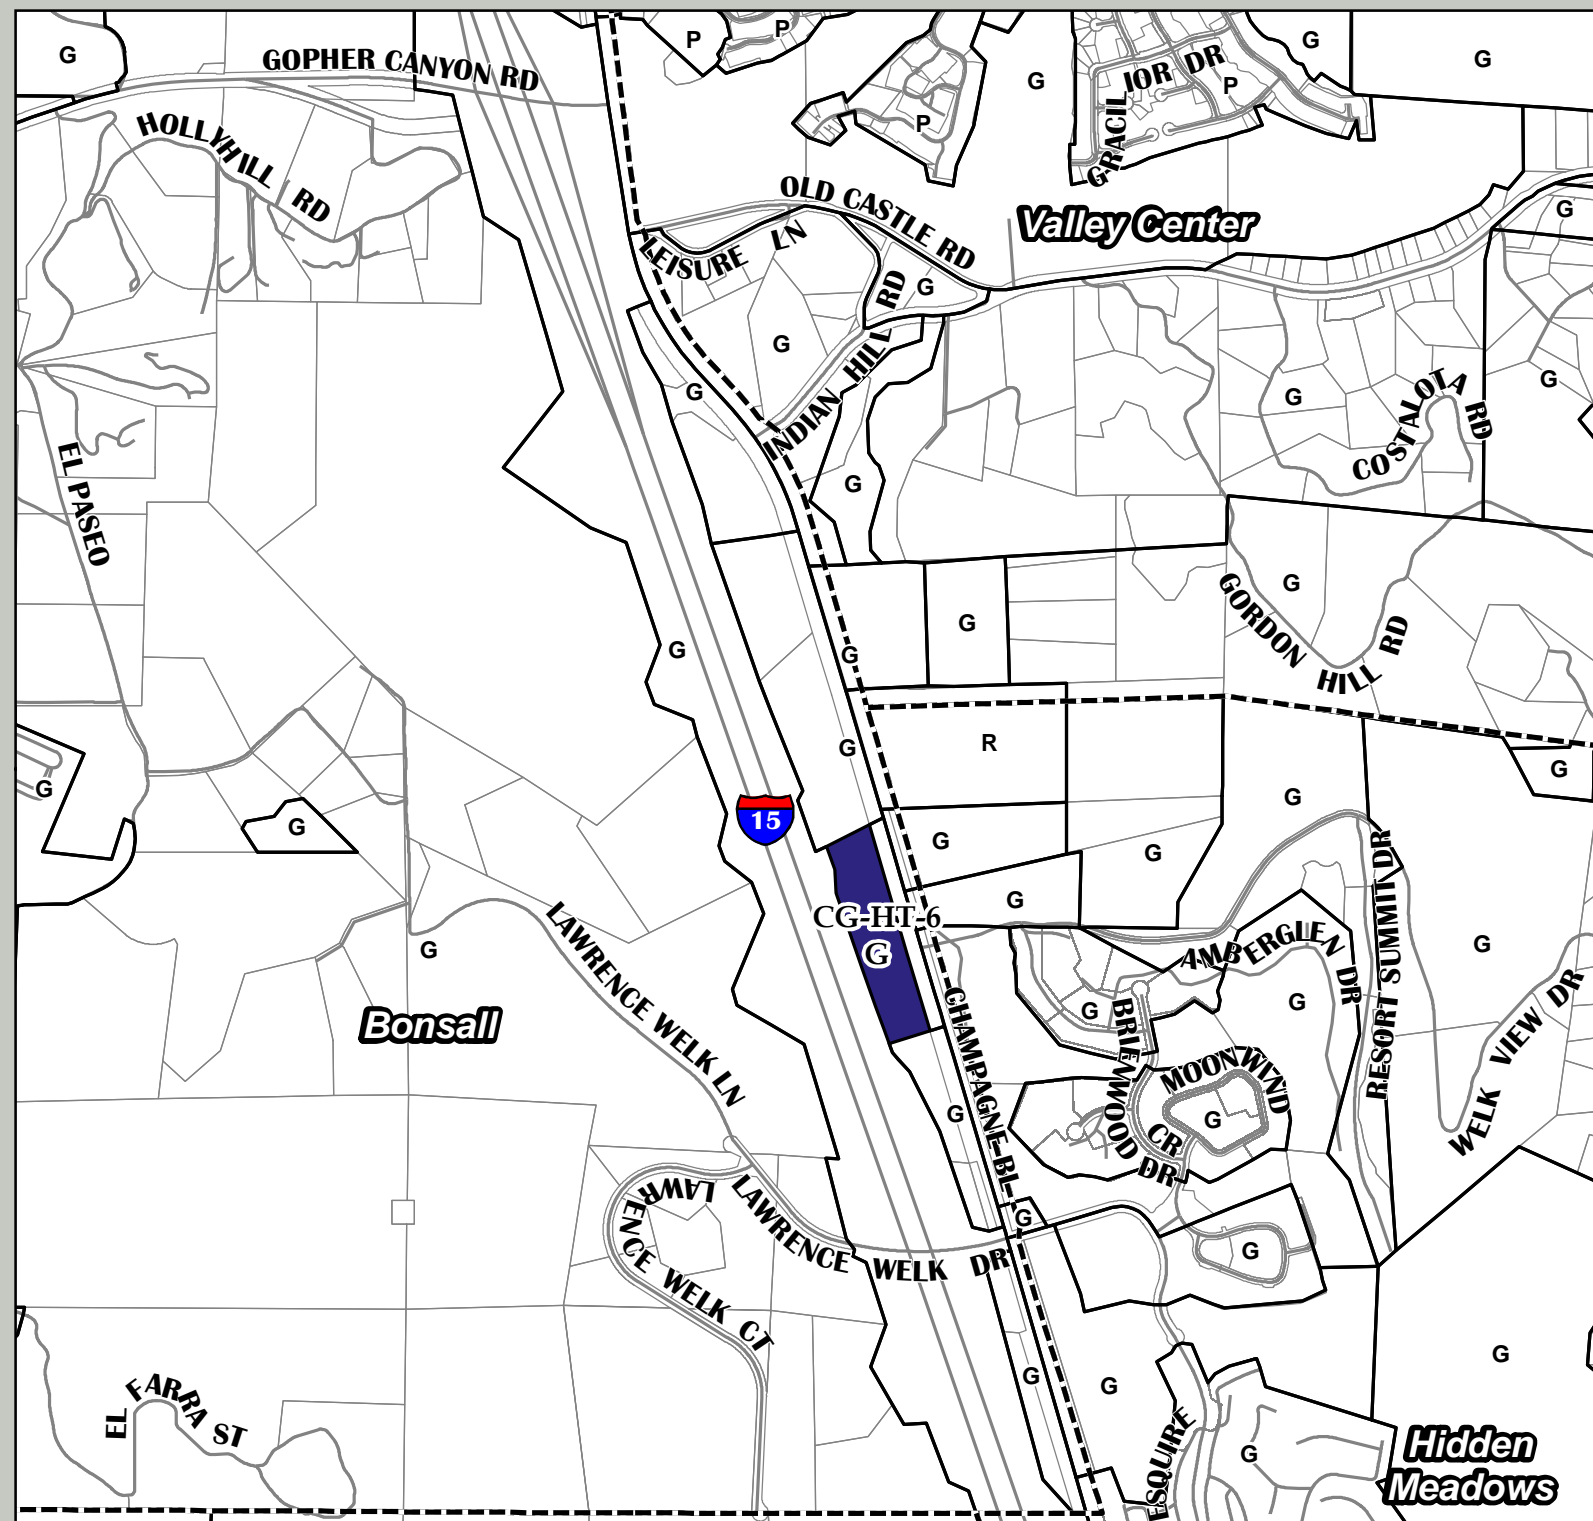 G
P
P
G
G
GOPHER CANYON RD
G
IOR DR
P
GRACIL
P
HOLLYHILL RD
OLD CASTLE RD
Valley Center
G
LEISURE LN
G
RD
G
G
INDIAN HILL
G
G
COSTALOTA RD
EL PASEO
G
G
GORDON HILL RD
G
G
G
R
G
G
G
G
15
G
G
G
G
CG-HT-6
G
LAWRENCE WELK LN
AMBERGLEN DR
RESORT SUMMIT DR
G
G
Bonsall
G
G
BRIEWOOD DR
WELK VIEW DR
CHAMPAGNE BL
MOONWIND CR
G
G
LAWRENCE WELK CT
LAWRENCE WELK DR
G
G
G
G
G
EL FARRA ST
ESQUIRE
G
Hidden
Meadows